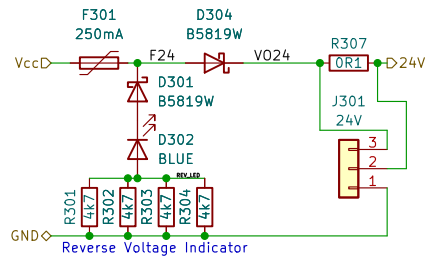 F301
250mA
D304
B5819W
Vcc
F24
VO24
R307
0R1
24V
D301
B5819W
J301
24V
D302
BLUE
3
2
1
REV_LED
R301
4k7
R302
4k7
R303
4k7
R304
4k7
GND
Reverse Voltage Indicator